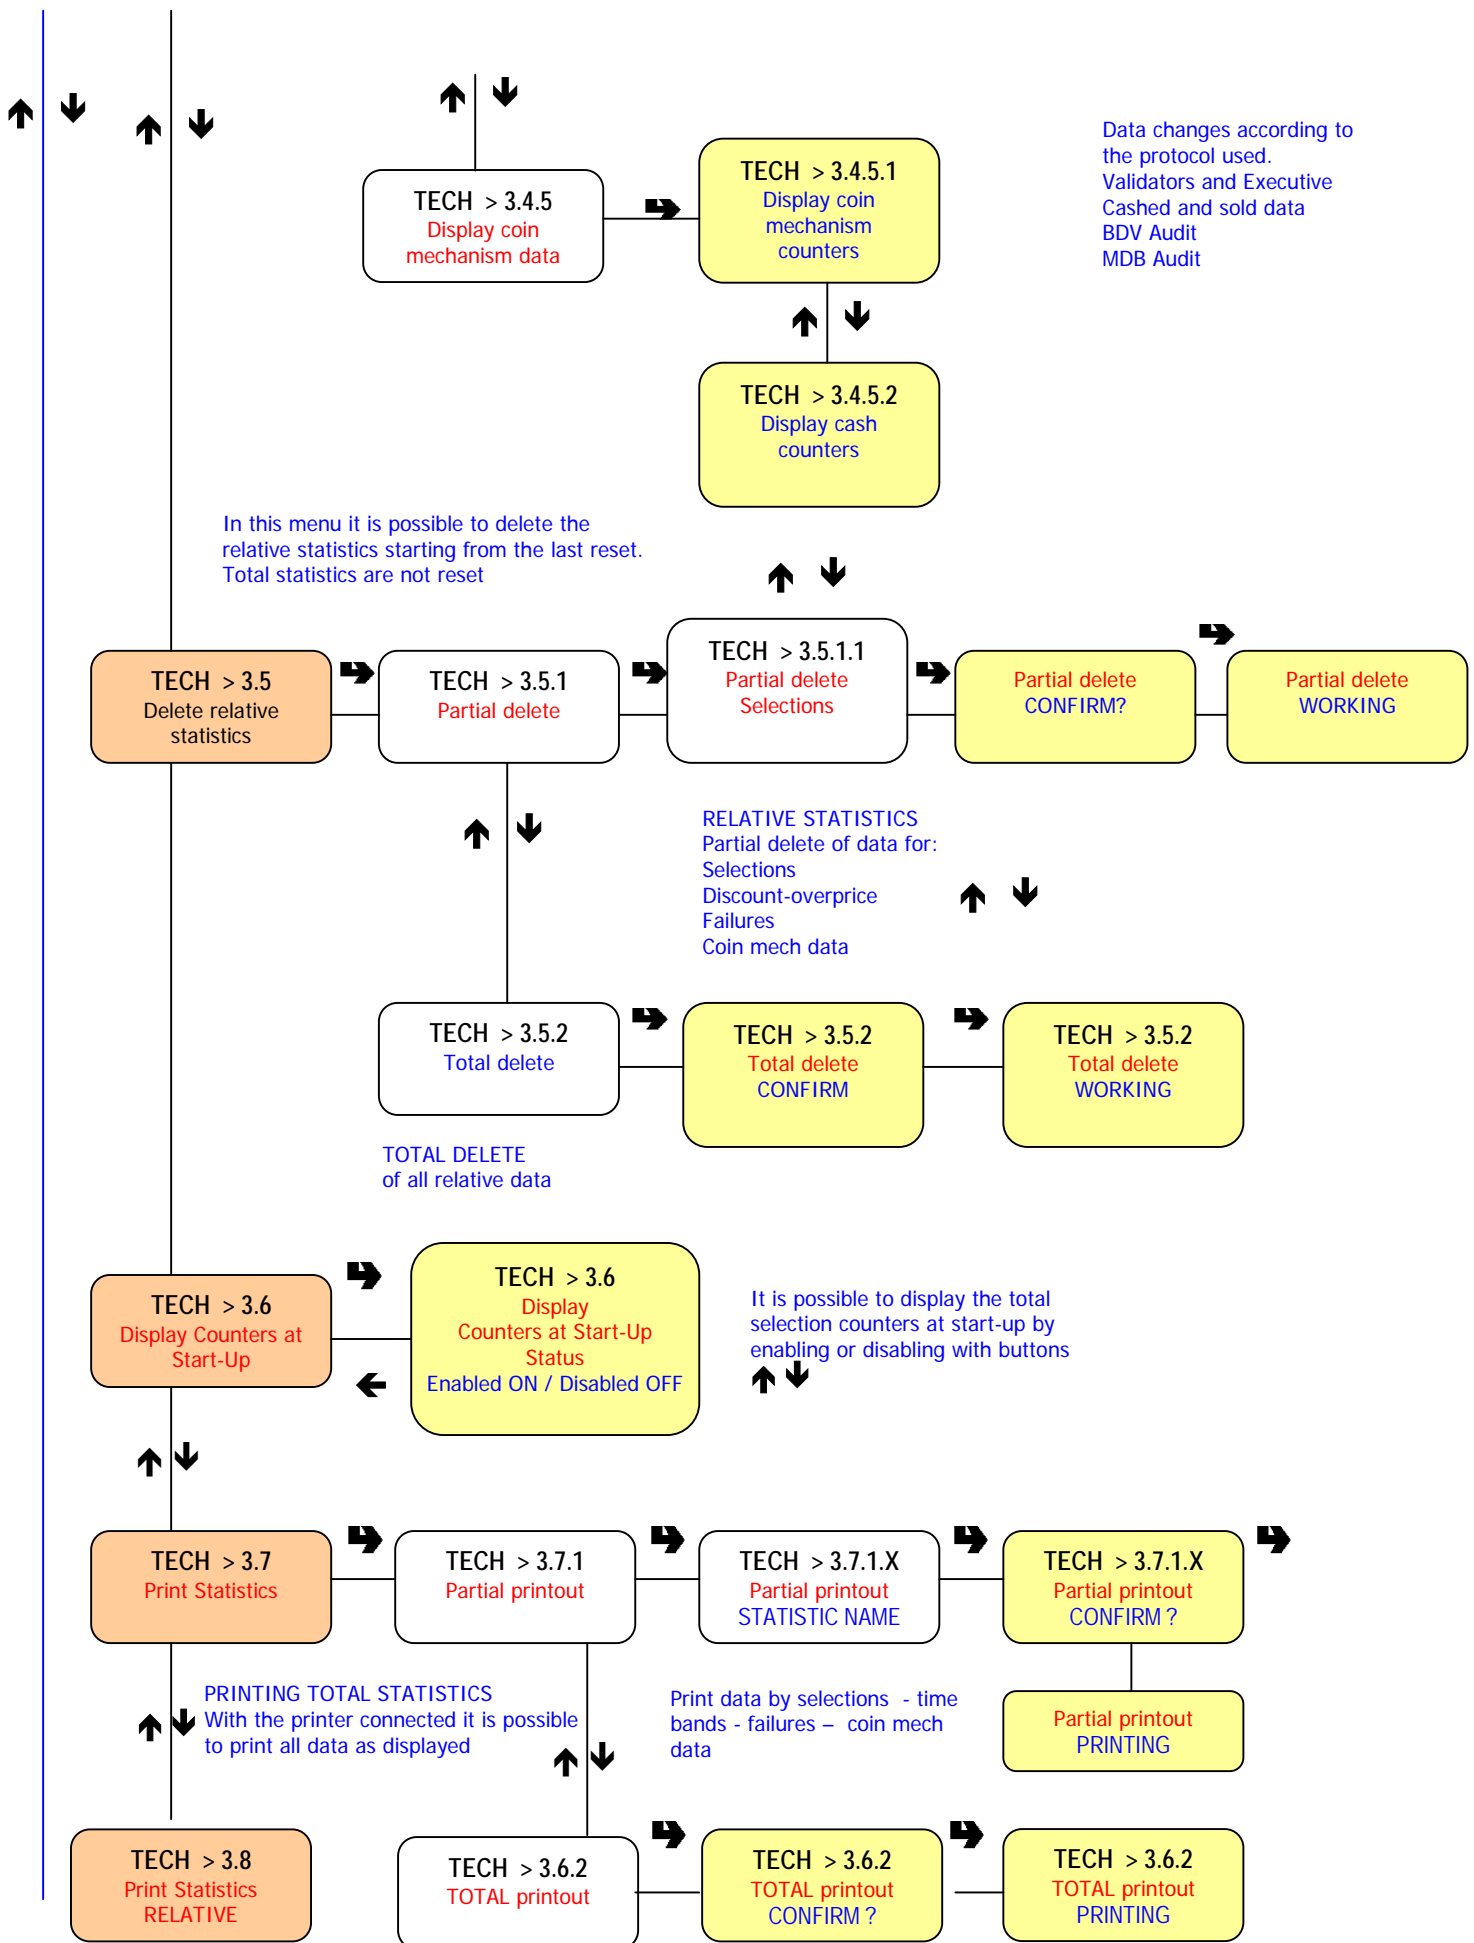 TECH > 3.4.5
Display coin
mechanism data
TECH > 3.4.5.1
Display coin
mechanism
counters
Data changes according to
the protocol used.
Validators and Executive
Cashed and sold data
BDV Audit
MDB Audit
TECH > 3.4.5.2
Display cash
counters
In this menu it is possible to delete the
relative statistics starting from the last reset.
Total statistics are not reset
TECH > 3.5
Delete relative
statistics
TECH > 3.5.1
Partial delete
TECH > 3.5.1.1
Partial delete
Selections
Partial delete
CONFIRM?
Partial delete
WORKING
RELATIVE STATISTICS
Partial delete of data for:
Selections
Discount-overprice
Failures
Coin mech data
TECH > 3.5.2
Total delete
TECH > 3.5.2
Total delete
CONFIRM
TECH > 3.5.2
Total delete
WORKING
TOTAL DELETE
of all relative data
TECH > 3.6
Display Counters at
Start-Up
TECH > 3.6
Display
Counters at Start-Up
Status
Enabled ON / Disabled OFF
It is possible to display the total
selection counters at start-up by
enabling or disabling with buttons
TECH > 3.7
Print Statistics
TECH > 3.7.1
Partial printout
TECH > 3.7.1.X
Partial printout
STATISTIC NAME
TECH > 3.7.1.X
Partial printout
CONFIRM ?
PRINTING TOTAL STATISTICS
With the printer connected it is possible
to print all data as displayed
Print data by selections - time
bands - failures – coin mech
data
Partial printout
PRINTING
TECH > 3.8
Print Statistics
RELATIVE
TECH > 3.6.2
TOTAL printout
TECH > 3.6.2
TOTAL printout
CONFIRM ?
TECH > 3.6.2
TOTAL printout
PRINTING